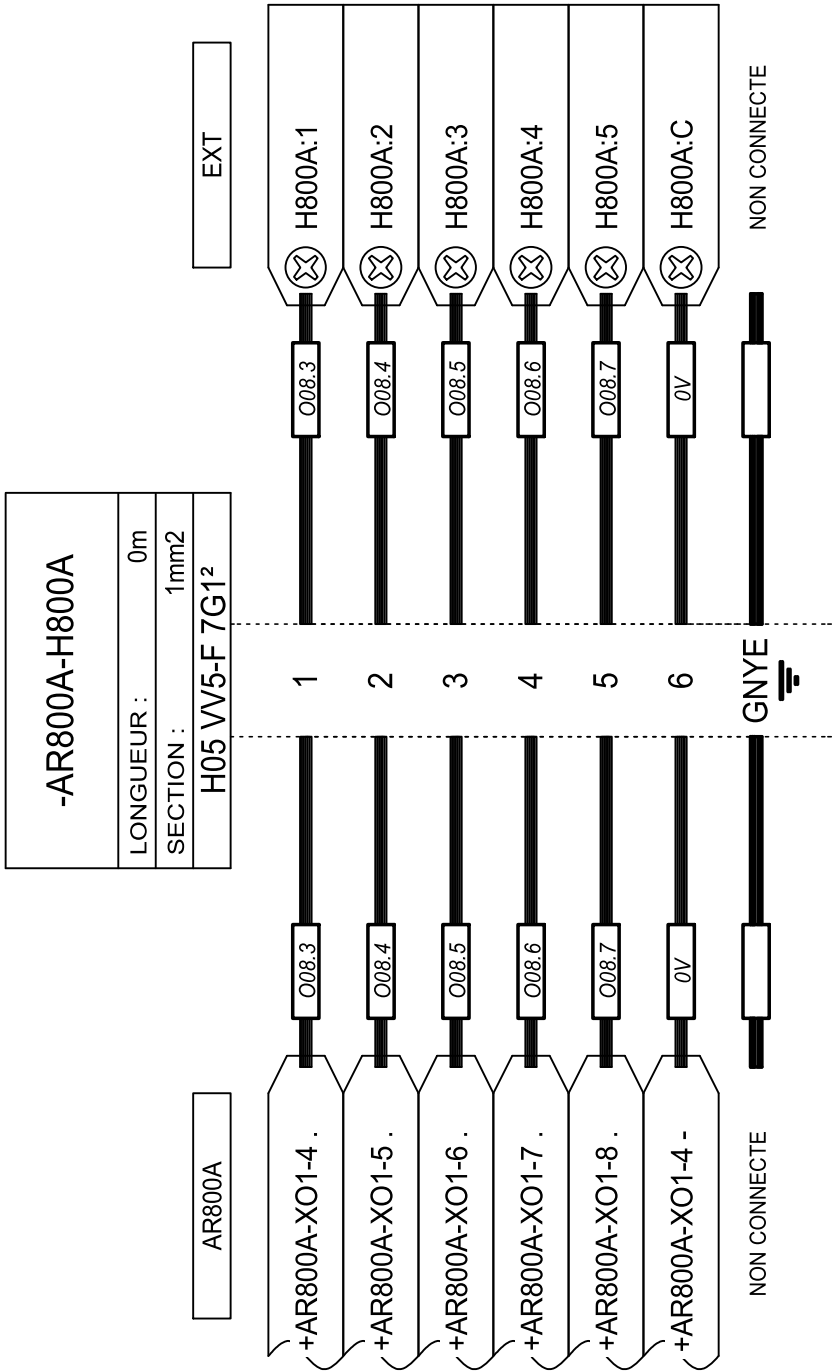 -AR800A-H800A
LONGUEUR : 0m
SECTION : 1mm2
H05 VV5-F 7G1²
AR800A
EXT
+AR800A-XO1-4 . O08.3 1 O08.3 H800A:1
+AR800A-XO1-5 . O08.4 2 O08.4 H800A:2
+AR800A-XO1-6 . O08.5 3 O08.5 H800A:3
+AR800A-XO1-7 . O08.6 4 O08.6 H800A:4
+AR800A-XO1-8 . O08.7 5 O08.7 H800A:5
+AR800A-XO1-4 - 0V 6 0V H800A:C
NON CONNECTE GNYE NON CONNECTE